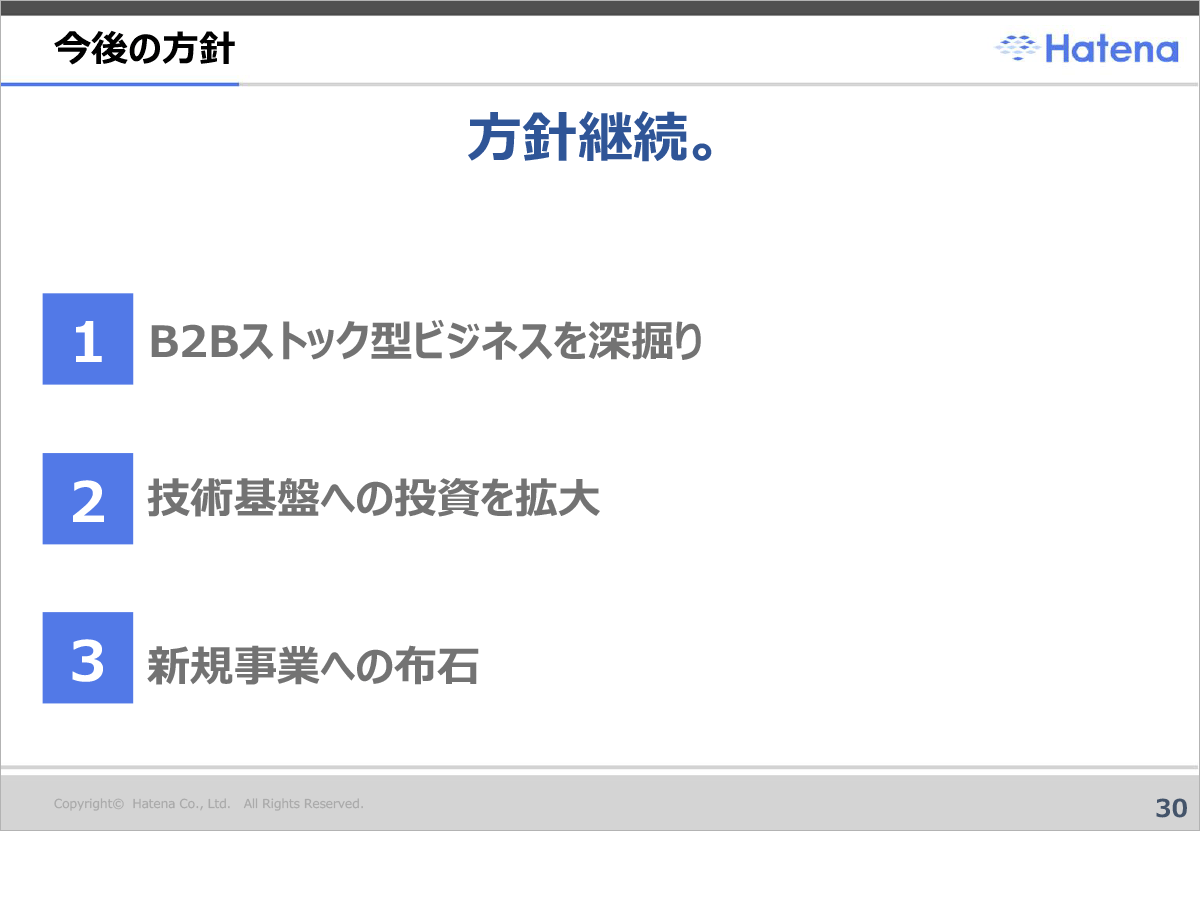 今後の方針
Hatena
方針継続。
1
B2Bストック型ビジネスを深掘り
2
技術基盤への投資を拡大
3
新規事業への布石
Copyright© Hatena Co., Ltd. All Rights Reserved.
30